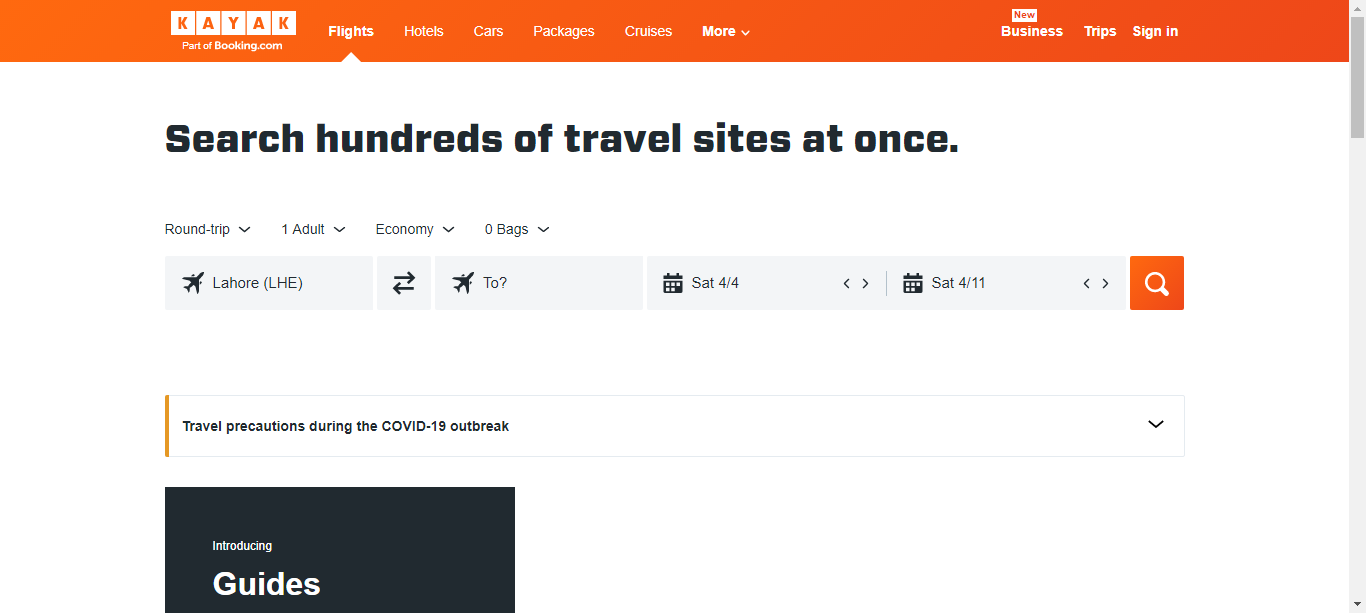 KAYAK
Part of Booking.com
Flights Hotels Cars Packages Cruises More
New
Business Trips Sign in
Search hundreds of travel sites at once.
Round-trip 1 Adult Economy 0 Bags
Lahore (LHE) To? Sat 4/4 Sat 4/11
Travel precautions during the COVID-19 outbreak
Introducing
Guides